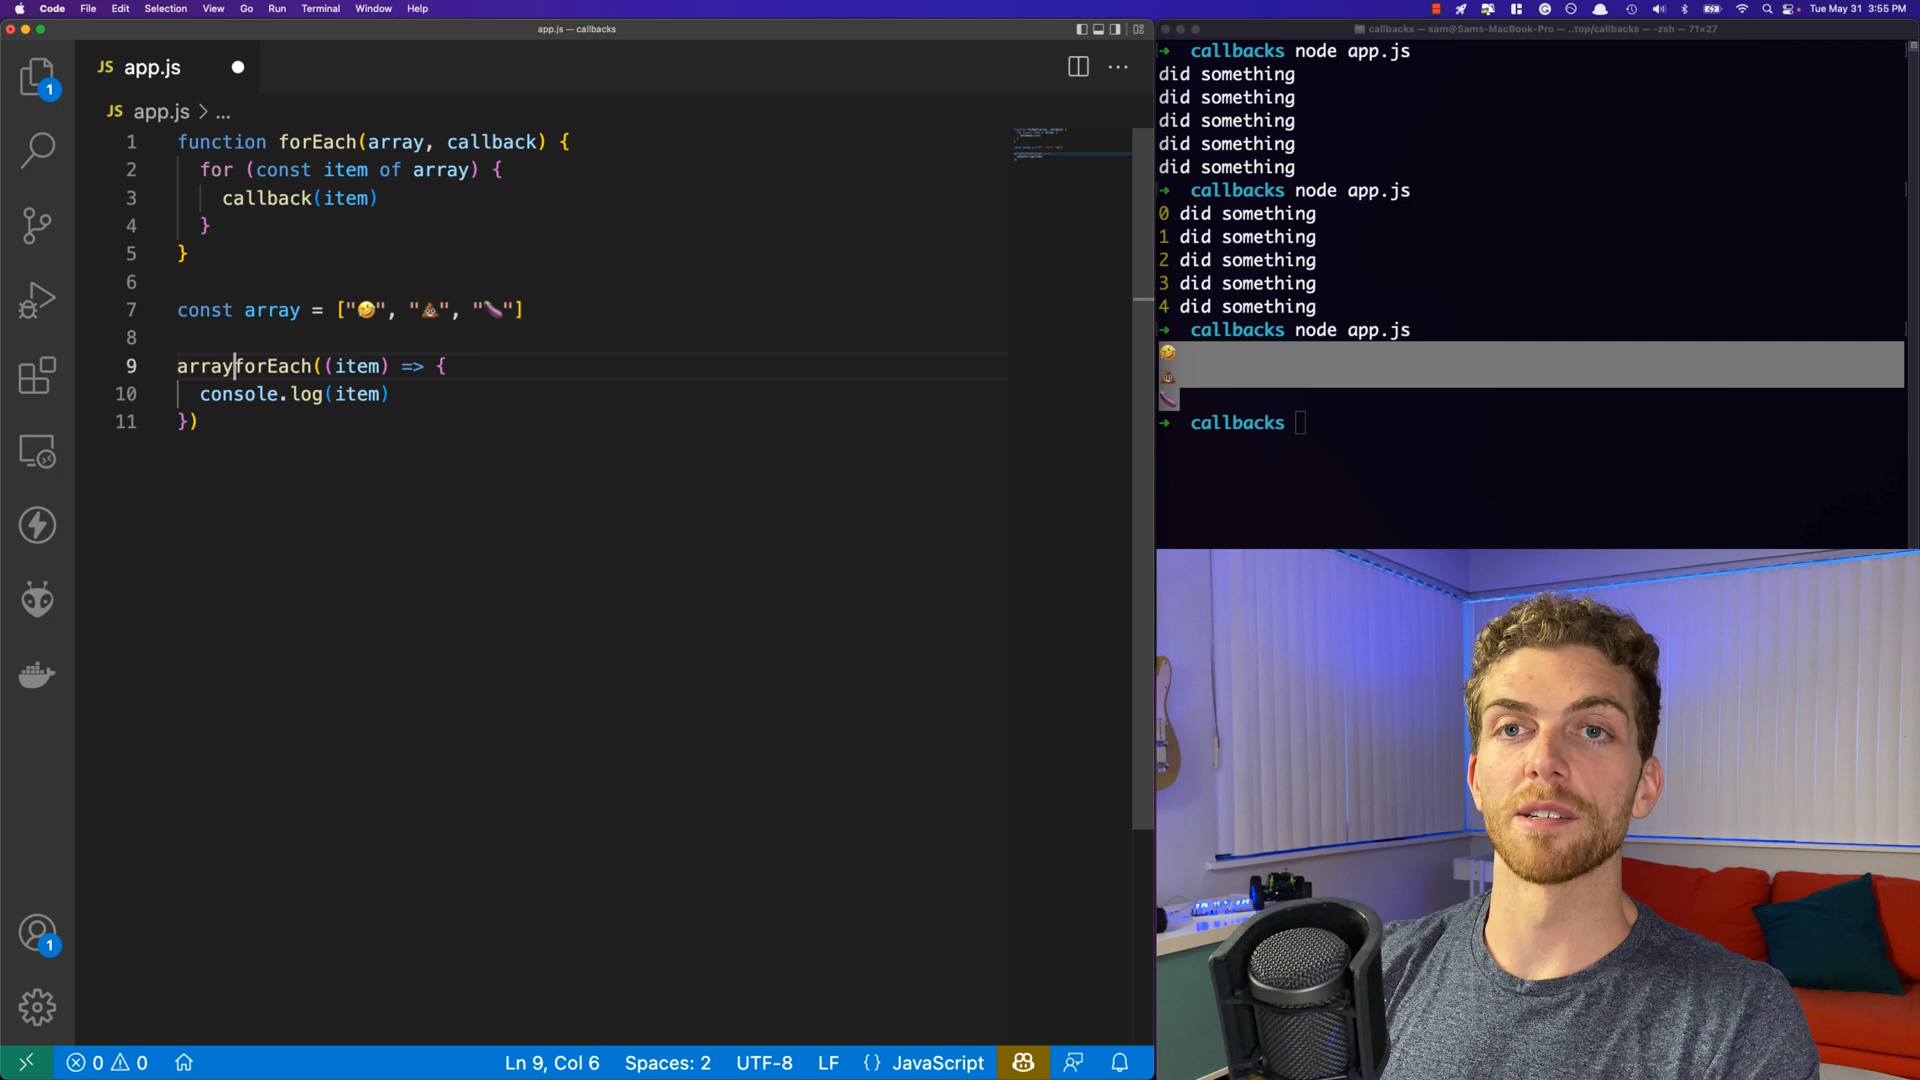 Code File Edit Selection View Go Run Terminal Window Help
Tue May 31 3:55 PM
app.js — callbacks
callbacks — sam@Sams-MacBook-Pro — ..top/callbacks — -zsh — 71×27
JS app.js
JS app.js > ...
1 function forEach(array, callback) {
2 for (const item of array) {
3 callback(item)
4 }
5 }
6
7 const array = ["🤣", "💩", "🍆"]
8
9 arrayforEach((item) => {
10 console.log(item)
11 })
→ callbacks node app.js
did something
did something
did something
did something
did something
→ callbacks node app.js
0 did something
1 did something
2 did something
3 did something
4 did something
→ callbacks node app.js
🤣
💩
🍆
→ callbacks
1
1
0 0
Ln 9, Col 6 Spaces: 2 UTF-8 LF {} JavaScript